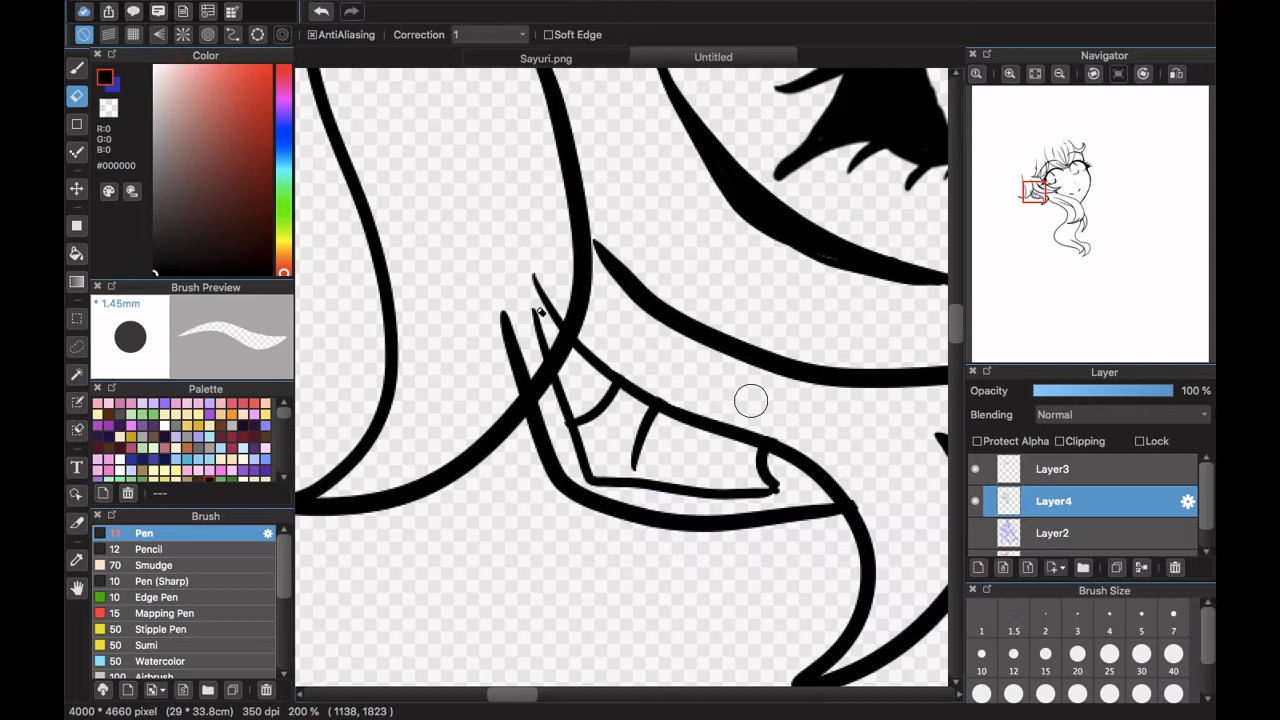 AntiAliasing Correction 1 Soft Edge
Color
Sayuri.png
Untitled
Navigator
R:0
G:0
B:0
#000000
Brush Preview
* 1.45mm
Palette
---
Brush
12 Pen
12 Pencil
70 Smudge
10 Pen (Sharp)
10 Edge Pen
15 Mapping Pen
50 Stipple Pen
50 Sumi
50 Watercolor
100 Airbrush
Layer
Opacity 100 %
Blending Normal
Protect Alpha Clipping Lock
Layer3
Layer4
Layer2
Brush Size
1 1.5 2 3 4 5 7
10 12 15 20 25 30 40
4000 * 4660 pixel (29 * 33.8cm) 350 dpi 200 % ( 1138, 1823 )